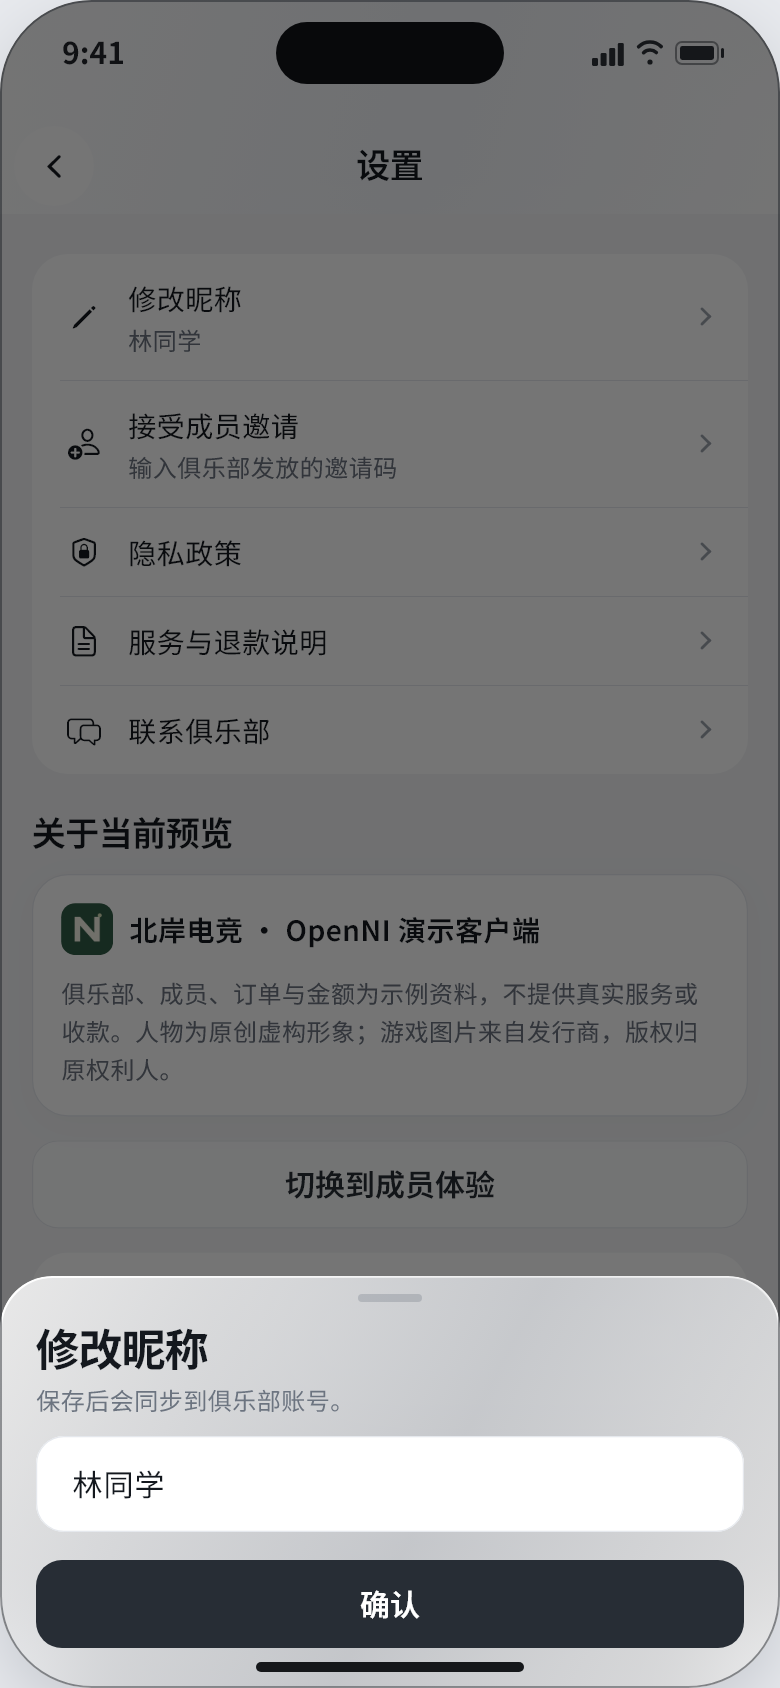 9:41
设置
修改昵称
林同学
接受成员邀请
输入俱乐部发放的邀请码
隐私政策
服务与退款说明
联系俱乐部
关于当前预览
N
北岸电竞 · OpenNI 演示客户端
俱乐部、成员、订单与金额为示例资料，不提供真实服务或
收款。人物为原创虚构形象；游戏图片来自发行商，版权归
原权利人。
切换到成员体验
修改昵称
保存后会同步到俱乐部账号。
林同学
确认